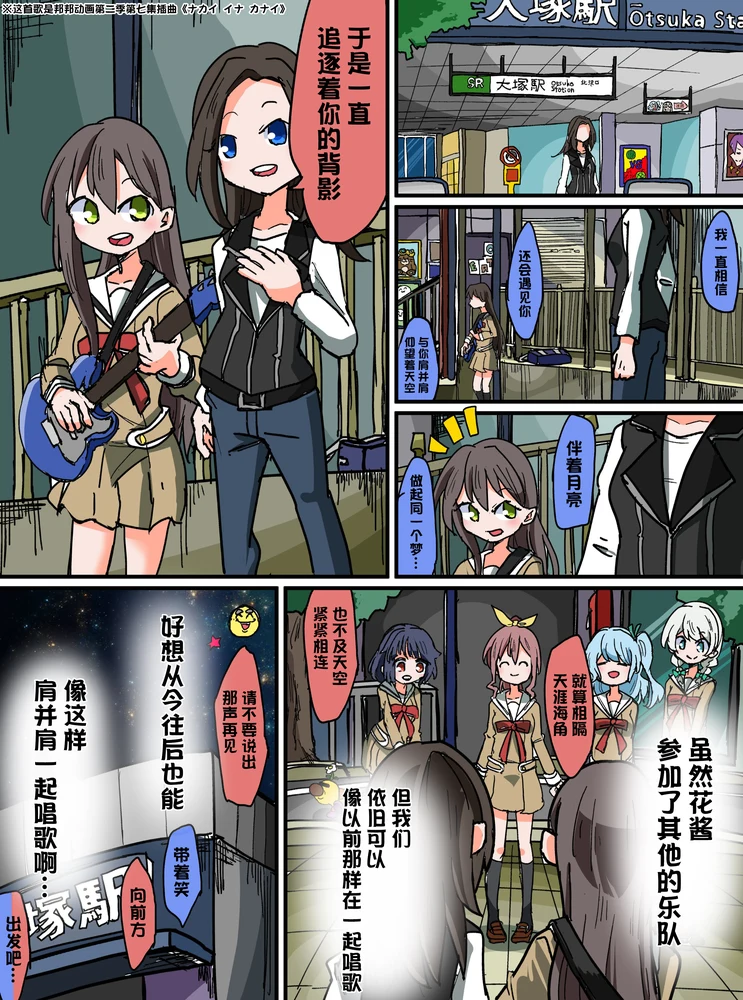 ※这首歌是邦邦动画第二季第七集插曲《ナカイ イナ カナイ》
大塚駅
Otsuka Sta
SR 大塚駅 Otsuka Station 北口
我一直相信
还会遇见你
与你肩并肩
仰望着天空
伴着月亮
做起同一个梦…
于是一直
追逐着你的背影
就算相隔
天涯海角
也不及天空
紧紧相连
虽然花酱
参加了其他的乐队
但我们
依旧可以
像以前那样在一起唱歌
请不要说出
那声再见
好想从今往后也能
像这样
肩并肩一起唱歌啊…
带着笑
向前方
出发吧…
塚駅